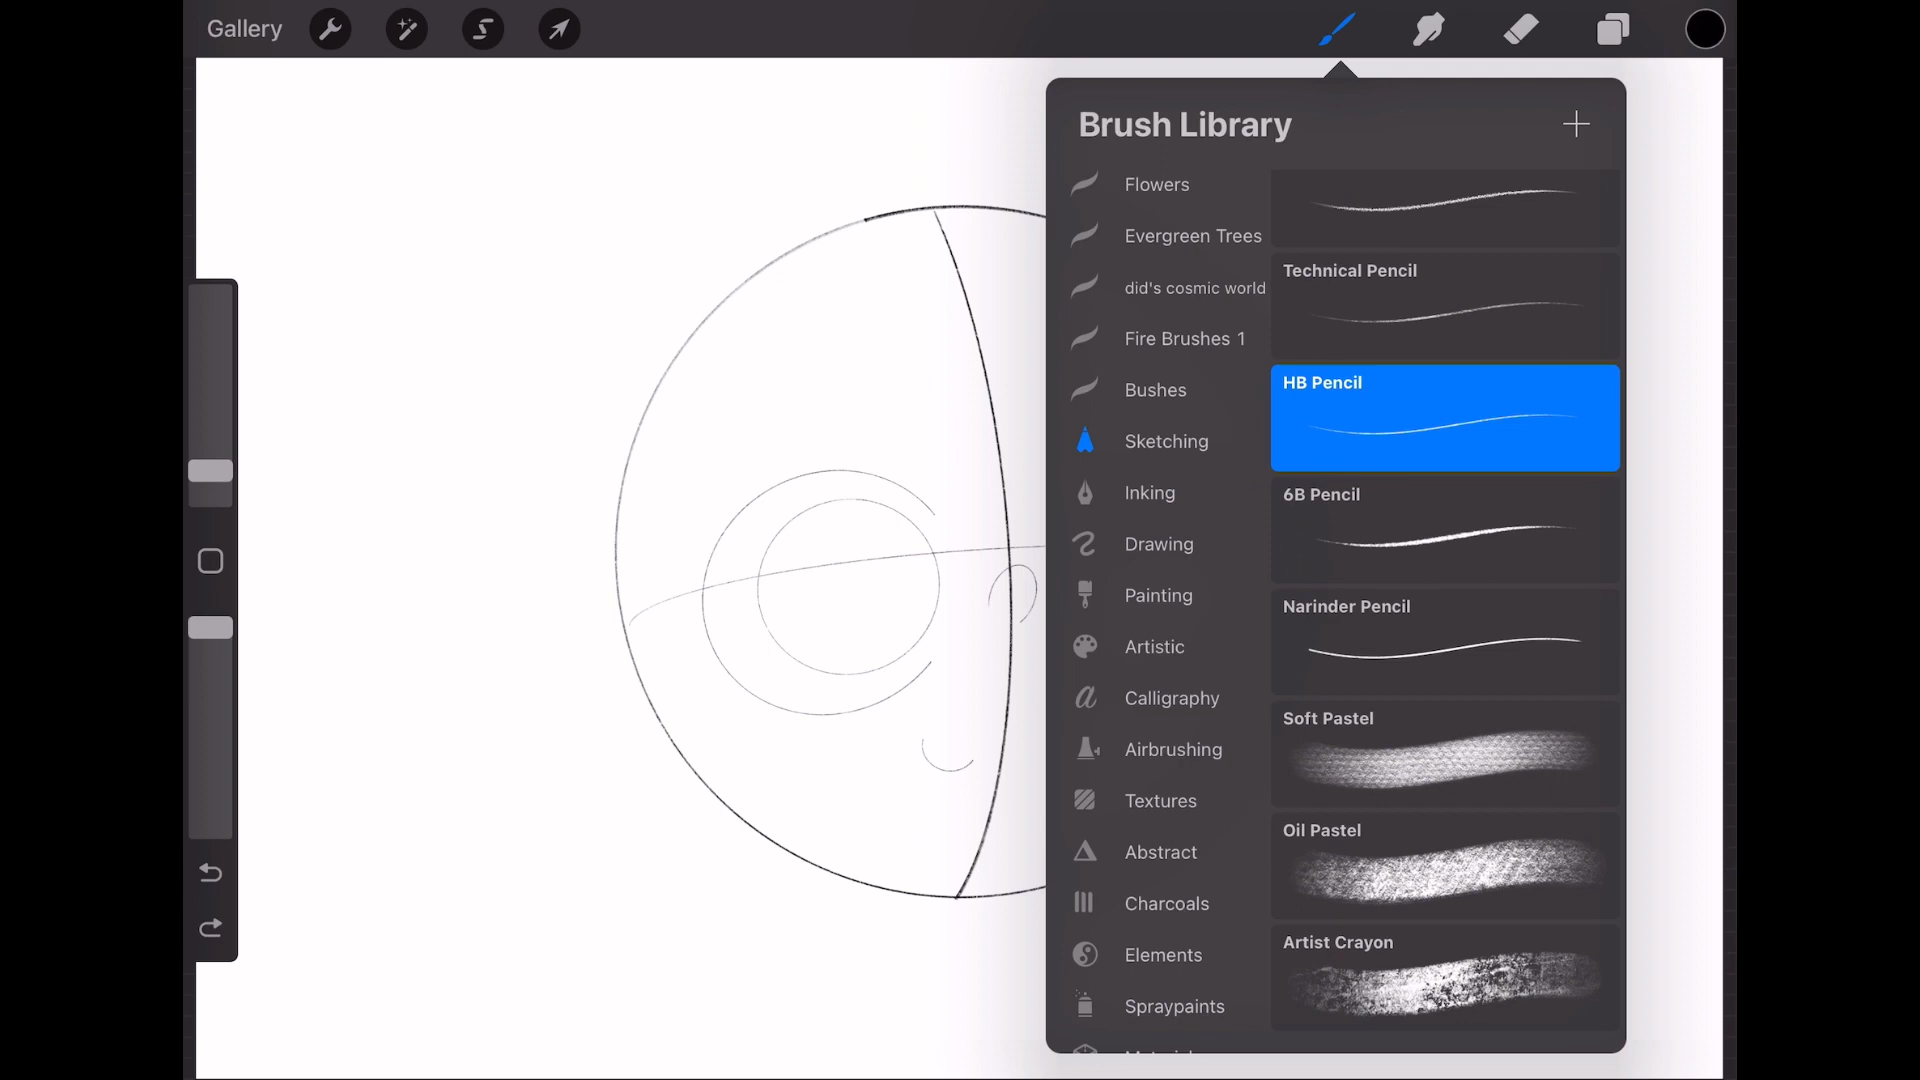 Gallery
Brush Library
Flowers
Evergreen Trees
did's cosmic world
Fire Brushes 1
Bushes
Sketching
Inking
Drawing
Painting
Artistic
Calligraphy
Airbrushing
Textures
Abstract
Charcoals
Elements
Spraypaints
Technical Pencil
HB Pencil
6B Pencil
Narinder Pencil
Soft Pastel
Oil Pastel
Artist Crayon